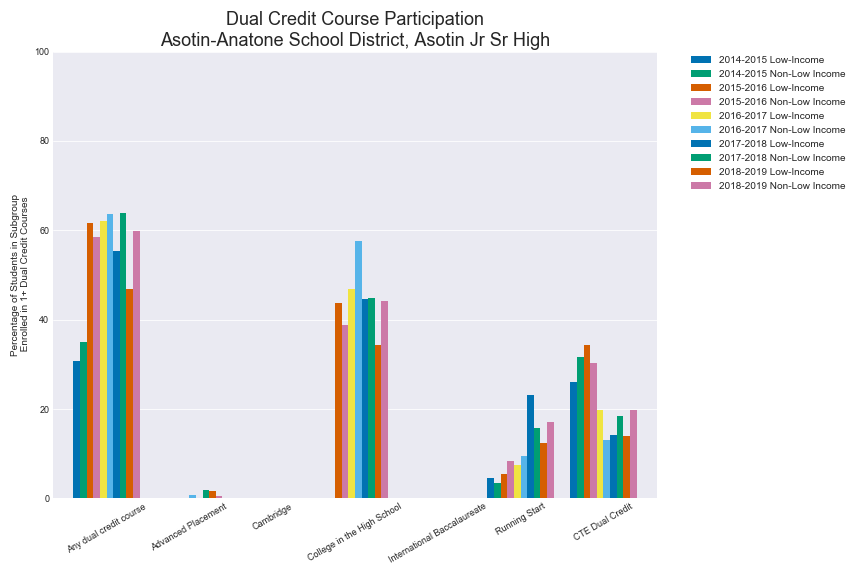 Dual Credit Course Participation
Asotin-Anatone School District, Asotin Jr Sr High
Percentage of Students in Subgroup
Enrolled in 1+ Dual Credit Courses
100
80
60
40
20
0
Any dual credit course
Advanced Placement
Cambridge
College in the High School
International Baccalaureate
Running Start
CTE Dual Credit
2014-2015 Low-Income
2014-2015 Non-Low Income
2015-2016 Low-Income
2015-2016 Non-Low Income
2016-2017 Low-Income
2016-2017 Non-Low Income
2017-2018 Low-Income
2017-2018 Non-Low Income
2018-2019 Low-Income
2018-2019 Non-Low Income